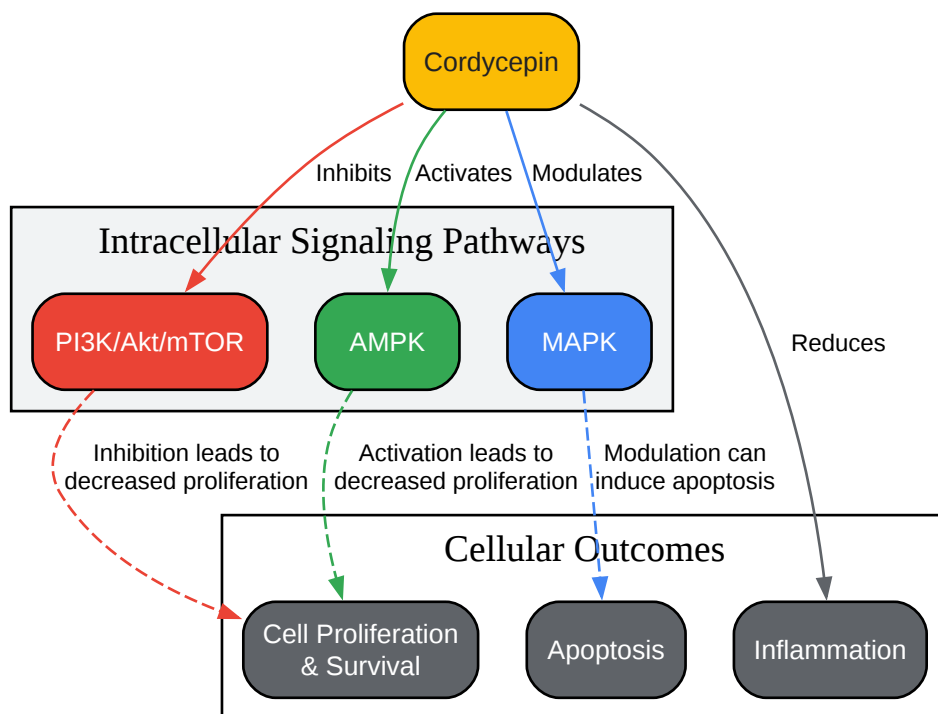 Cordycepin
Inhibits
Activates
Modulates
Intracellular Signaling Pathways
PI3K/Akt/mTOR
AMPK
MAPK
Reduces
Inhibition leads to
decreased proliferation
Activation leads to
decreased proliferation
Modulation can
induce apoptosis
Cellular Outcomes
Cell Proliferation
& Survival
Apoptosis
Inflammation